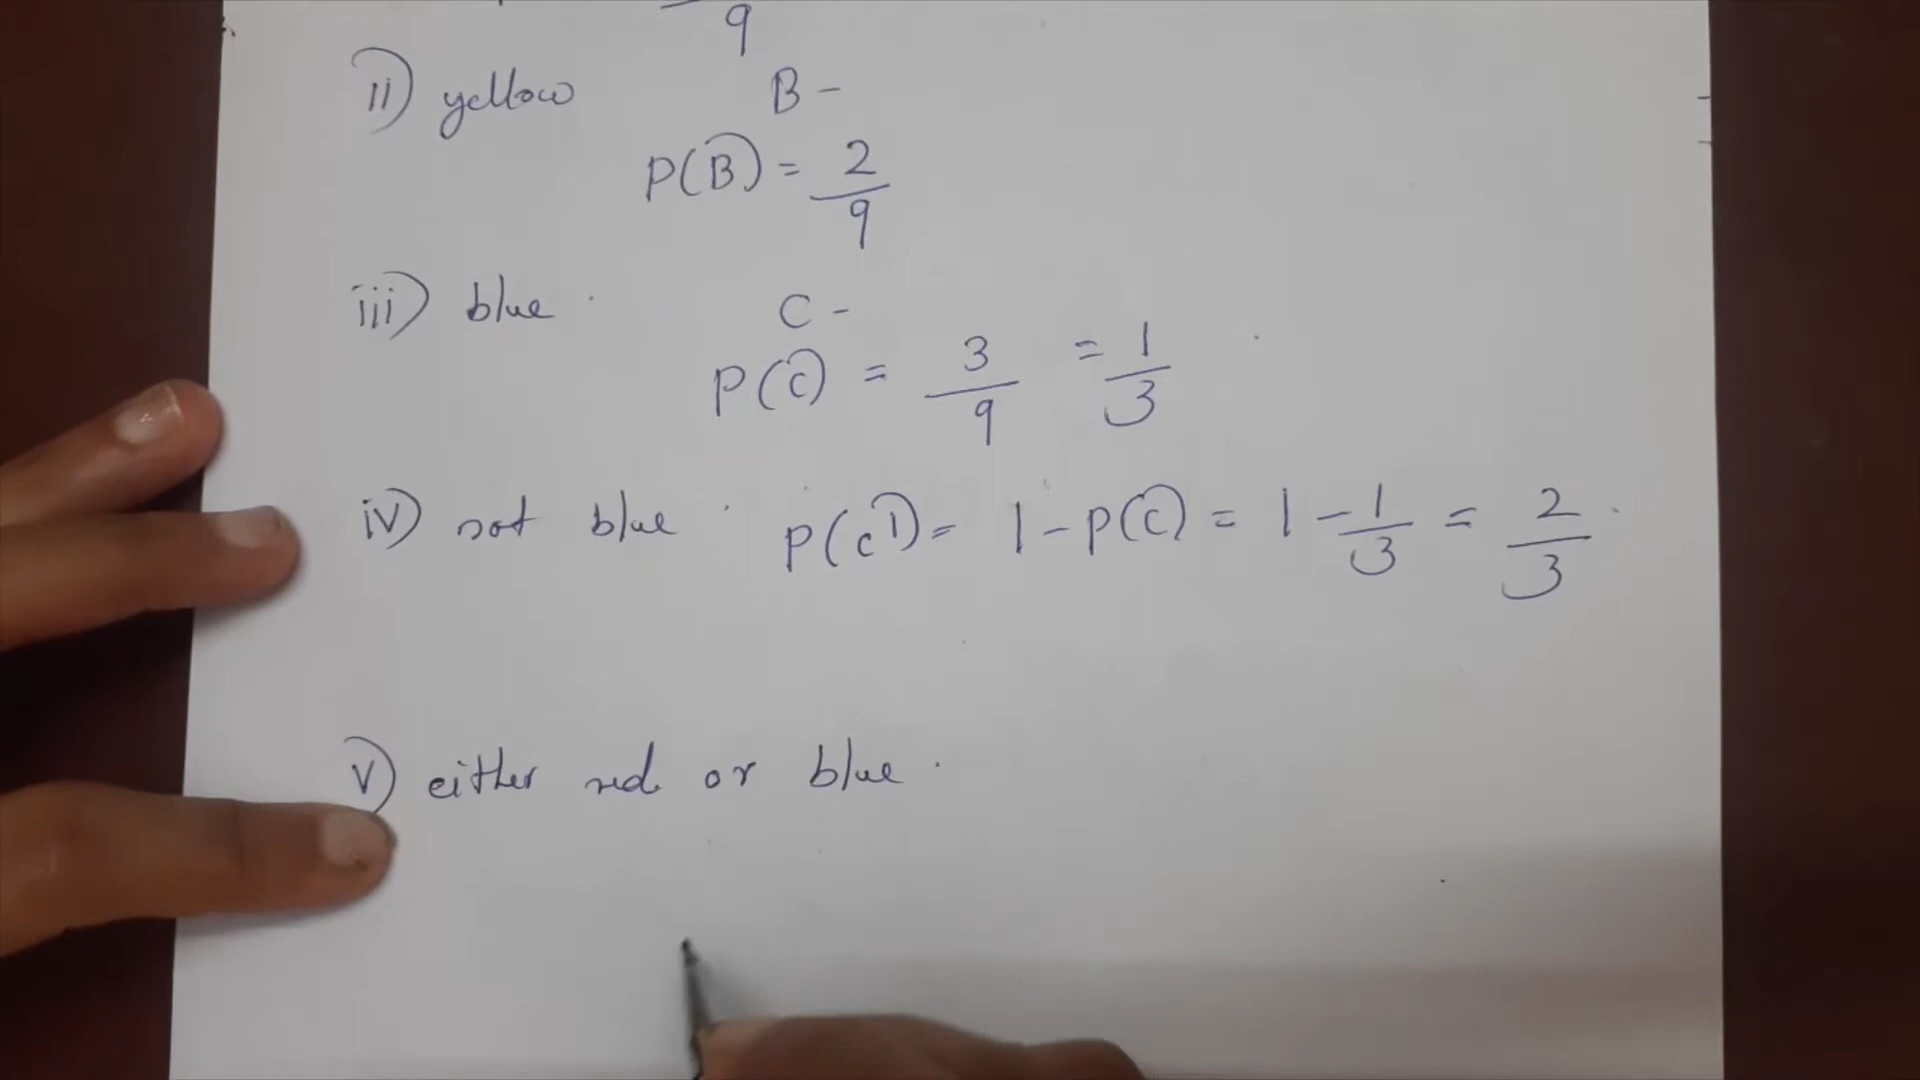 9
ii) yellow B -
P(B) = 2/9
iii) blue . C -
P(C) = 3/9 = 1/3
iv) not blue . P(C') = 1 - P(C) = 1 - 1/3 = 2/3 .
v) either red or blue .